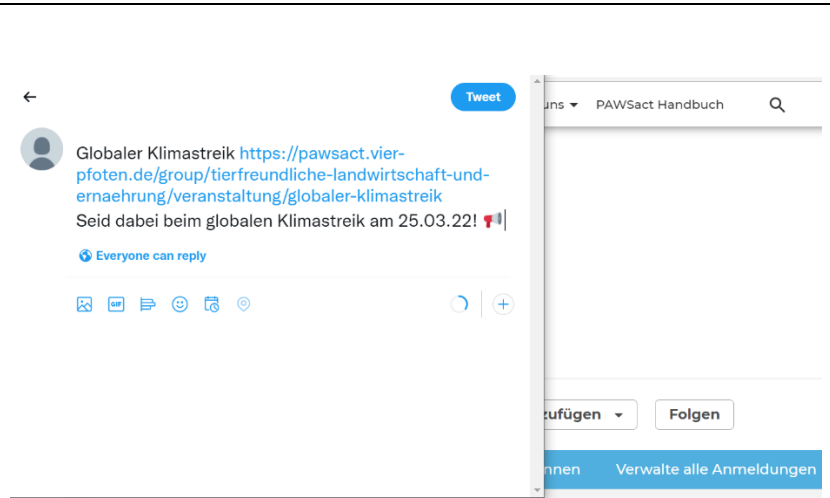 Tweet
Globaler Klimastreik https://pawsact.vier-
pfoten.de/group/tierfreundliche-landwirtschaft-und-
ernaehrung/veranstaltung/globaler-klimastreik
Seid dabei beim globalen Klimastreik am 25.03.22! 📢
Everyone can reply
GIF
uns PAWSact Handbuch
zufügen Folgen
nnen Verwalte alle Anmeldungen